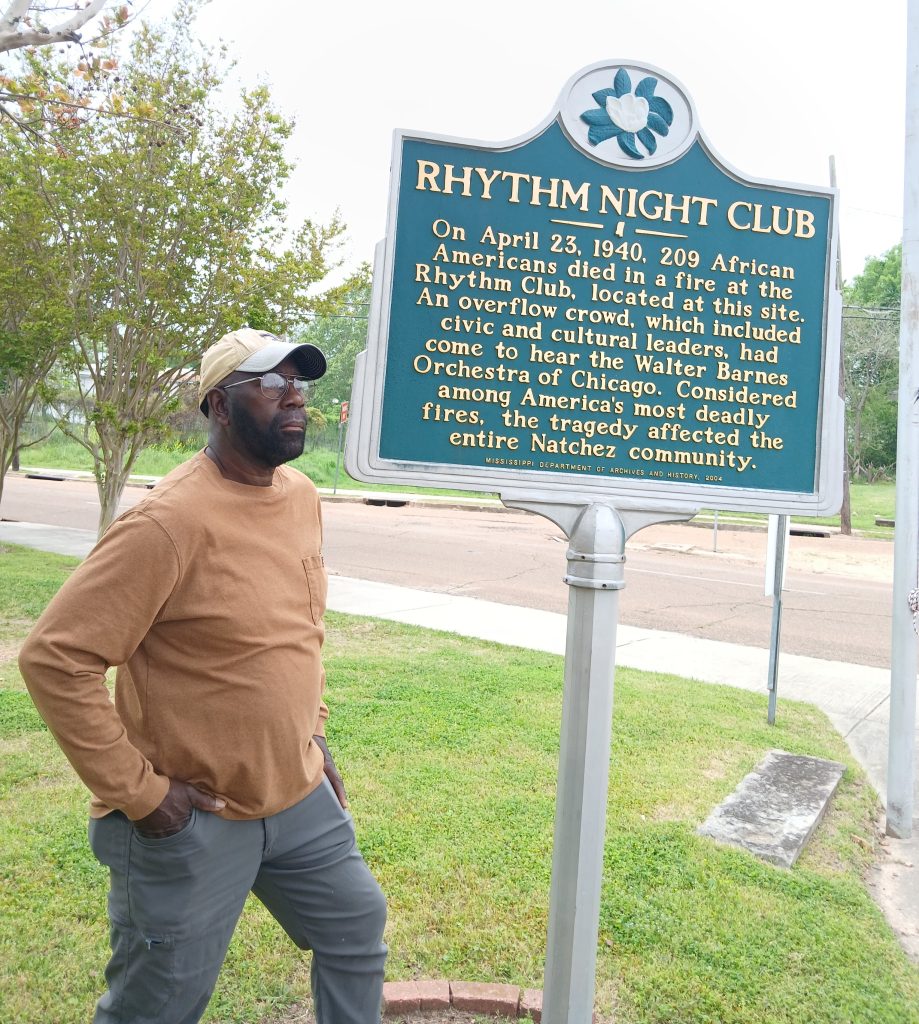 RHYTHM NIGHT CLUB
On April 23, 1940, 209 African
Americans died in a fire at the
Rhythm Club, located at this site.
An overflow crowd, which included
civic and cultural leaders, had
come to hear the Walter Barnes
Orchestra of Chicago. Considered
among America's most deadly
fires, the tragedy affected the
entire Natchez community.
MISSISSIPPI DEPARTMENT OF ARCHIVES AND HISTORY, 2004